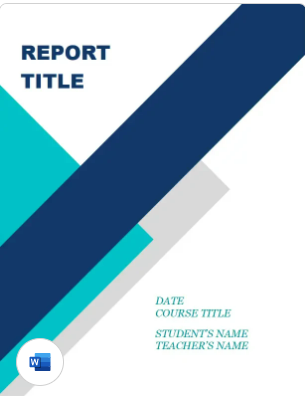 REPORT
TITLE
DATE
COURSE TITLE
STUDENT'S NAME
TEACHER'S NAME
W